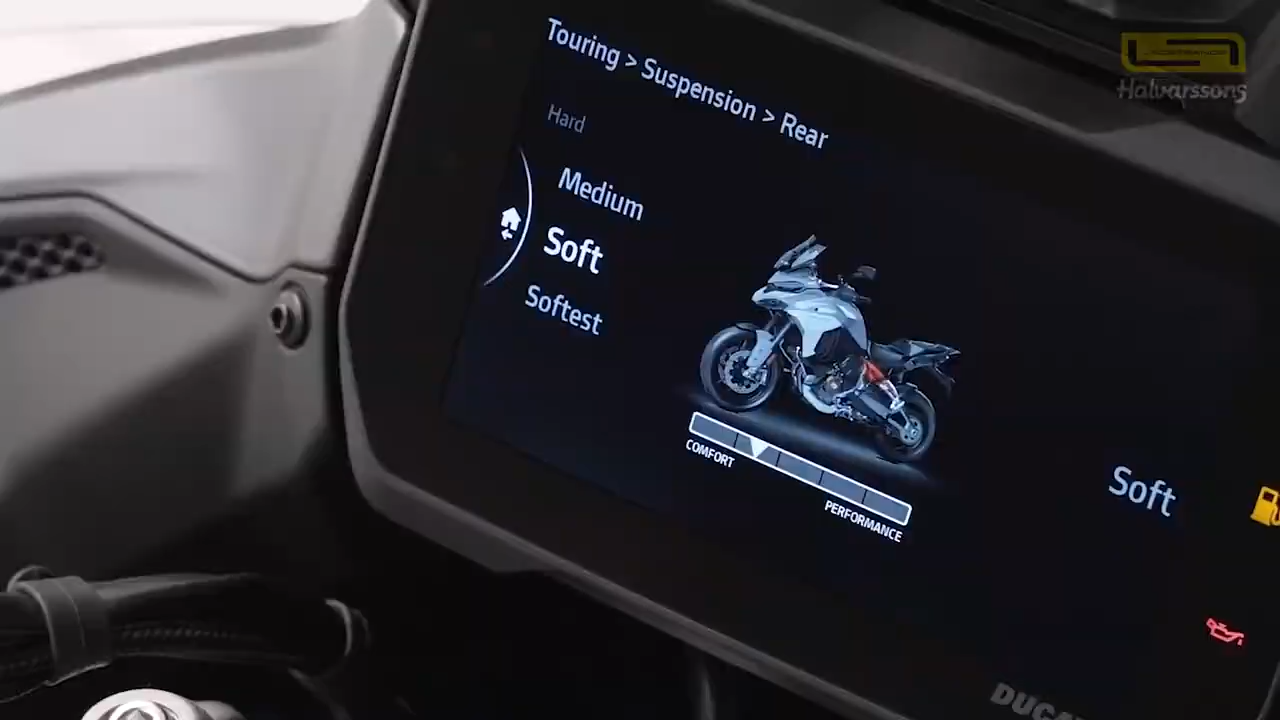 Touring > Suspension > Rear
Hard
Medium
Soft
Softest
COMFORT
PERFORMANCE
Soft
Halvarssons